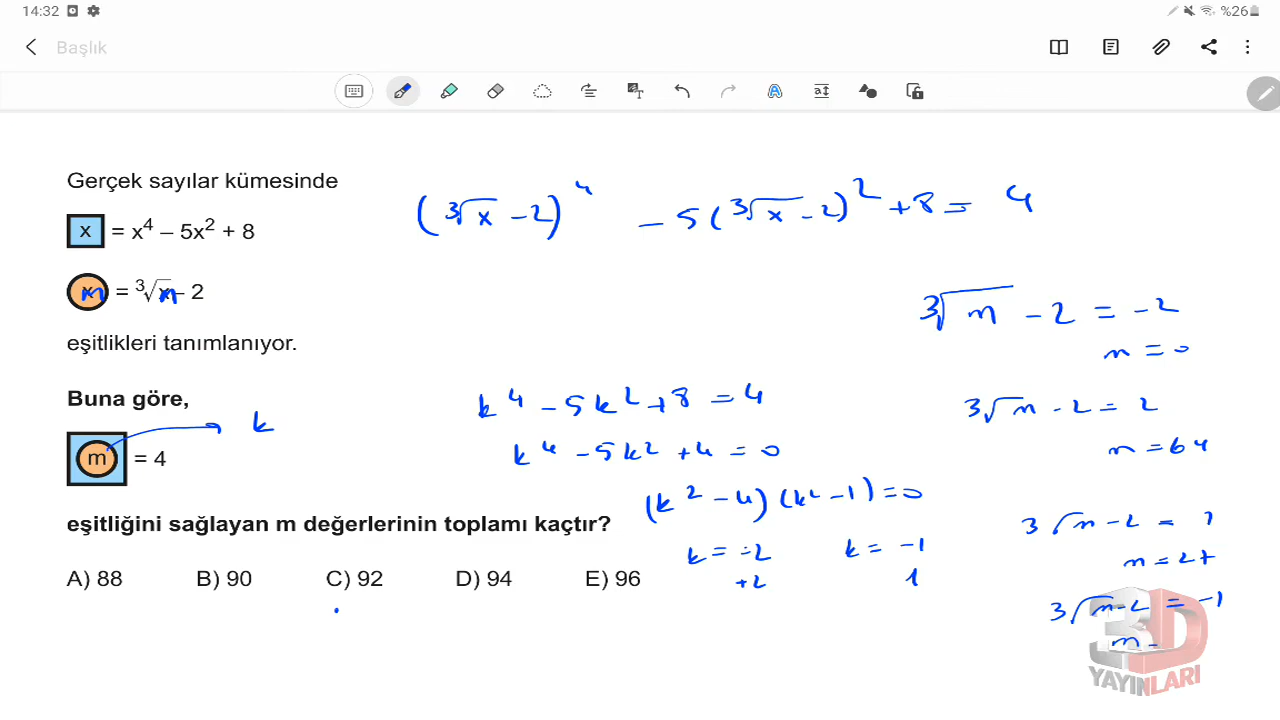 14:32 %26
Başlık
Gerçek sayılar kümesinde
x = x⁴ – 5x² + 8
m = ³√m - 2
eşitlikleri tanımlanıyor.
Buna göre,
k
m = 4
eşitliğini sağlayan m değerlerinin toplamı kaçtır?
A) 88 B) 90 C) 92 D) 94 E) 96
(³√x - 2)⁴ - 5(³√x - 2)² + 8 = 4
k⁴ - 5k² + 8 = 4
k⁴ - 5k² + 4 = 0
(k² - 4)(k² - 1) = 0
k = -2 k = -1
+2 1
³√m - 2 = -2
m = 0
³√m - 2 = 2
m = 64
³√m - 2 = 1
m = 27
³√m - 2 = -1
m =
3D
YAYINLARI